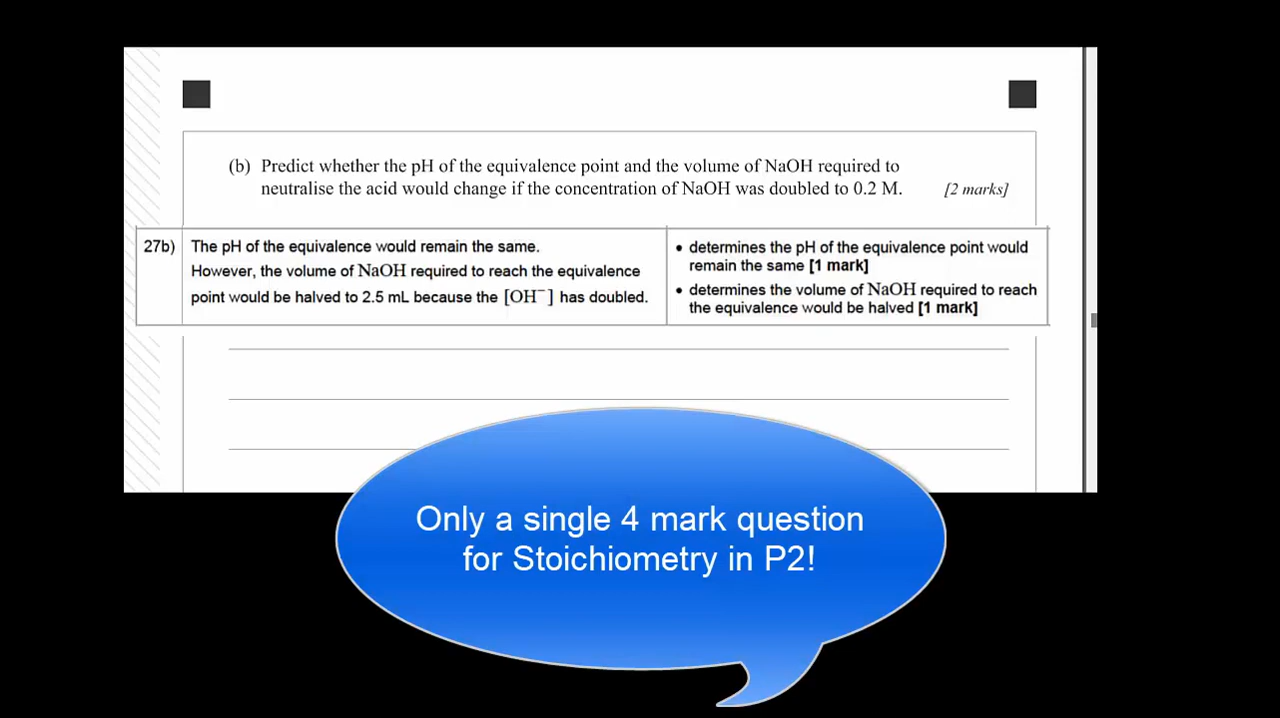 (b) Predict whether the pH of the equivalence point and the volume of NaOH required to
neutralise the acid would change if the concentration of NaOH was doubled to 0.2 M. [2 marks]
27b) The pH of the equivalence would remain the same.
However, the volume of NaOH required to reach the equivalence
point would be halved to 2.5 mL because the [OH⁻] has doubled.
• determines the pH of the equivalence point would
remain the same [1 mark]
• determines the volume of NaOH required to reach
the equivalence would be halved [1 mark]
Only a single 4 mark question
for Stoichiometry in P2!